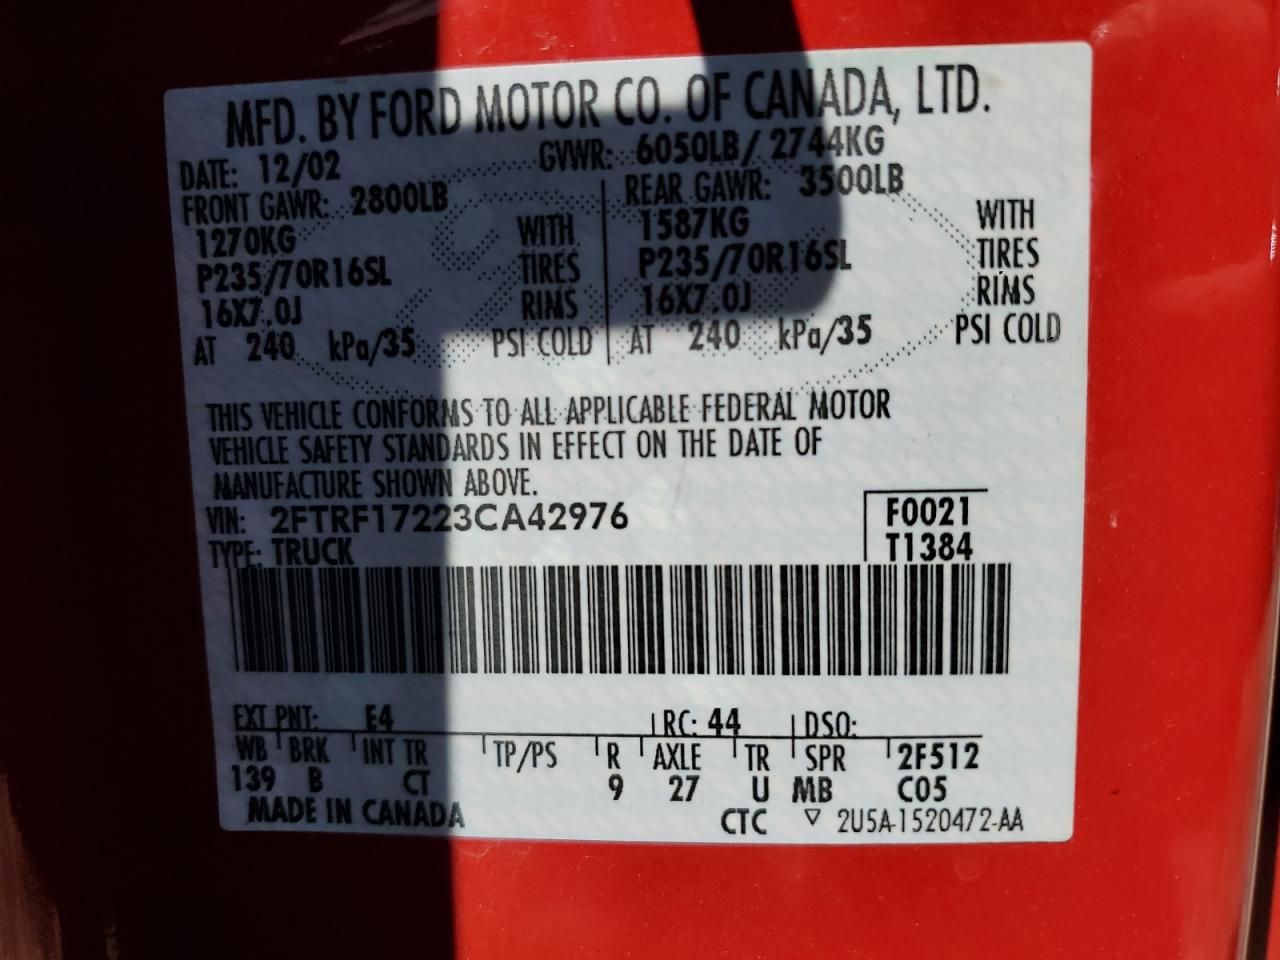 MFD. BY FORD MOTOR CO. OF CANADA, LTD.
DATE: 12/02 GVWR: 6050LB/ 2744KG
FRONT GAWR: 2800LB REAR GAWR: 3500LB
1270KG WITH 1587KG WITH
P235/70R16SL TIRES P235/70R16SL TIRES
16X7.0J RIMS 16X7.0J RIMS
AT 240 kPa/35 PSI COLD AT 240 kPa/35 PSI COLD
THIS VEHICLE CONFORMS TO ALL APPLICABLE FEDERAL MOTOR
VEHICLE SAFETY STANDARDS IN EFFECT ON THE DATE OF
MANUFACTURE SHOWN ABOVE.
VIN: 2FTRF17223CA42976 F0021
TYPE: TRUCK T1384
EXT PNT: E4 RC: 44 DSO:
WB BRK INT TR TP/PS R AXLE TR SPR 2F512
139 B CT 9 27 U MB C05
MADE IN CANADA CTC ▽ 2U5A-1520472-AA